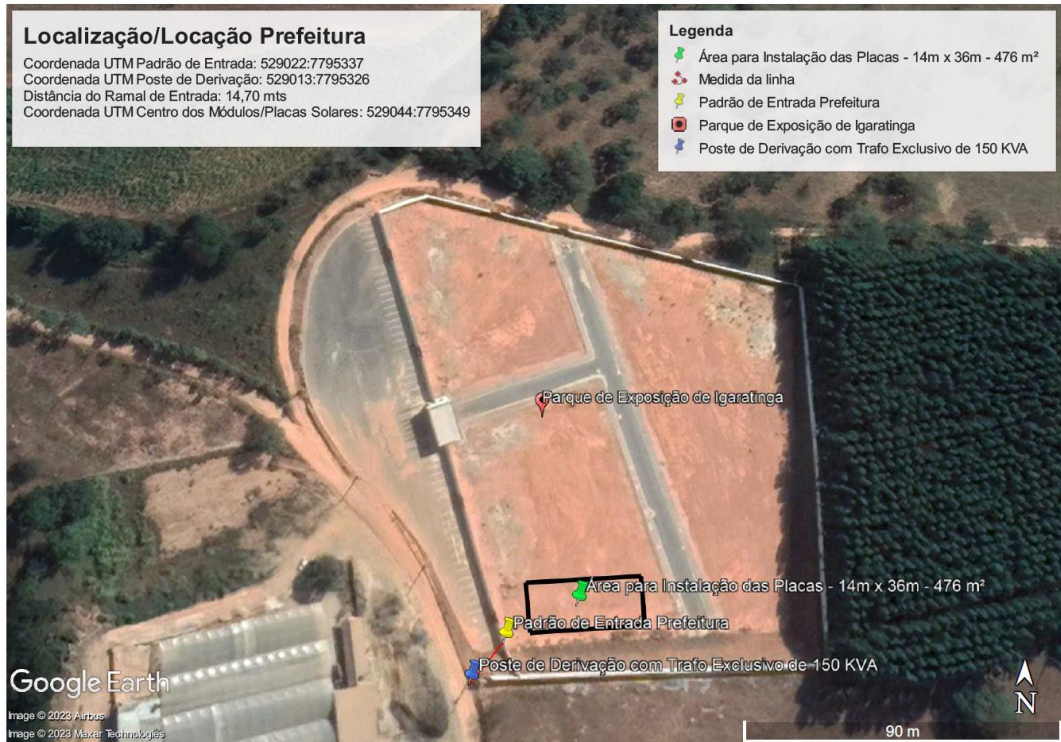 Localização/Locação Prefeitura
Coordenada UTM Padrão de Entrada: 529022:7795337
Coordenada UTM Poste de Derivação: 529013:7795326
Distância do Ramal de Entrada: 14,70 mts
Coordenada UTM Centro dos Módulos/Placas Solares: 529044:7795349
Legenda
Área para Instalação das Placas - 14m x 36m - 476 m²
Medida da linha
Padrão de Entrada Prefeitura
Parque de Exposição de Igaratinga
Poste de Derivação com Trafo Exclusivo de 150 KVA
Parque de Exposição de Igaratinga
Área para Instalação das Placas - 14m x 36m - 476 m²
Padrão de Entrada Prefeitura
Poste de Derivação com Trafo Exclusivo de 150 KVA
Google Earth
Image © 2023 Airbus
Image © 2023 Maxar Technologies
N
90 m